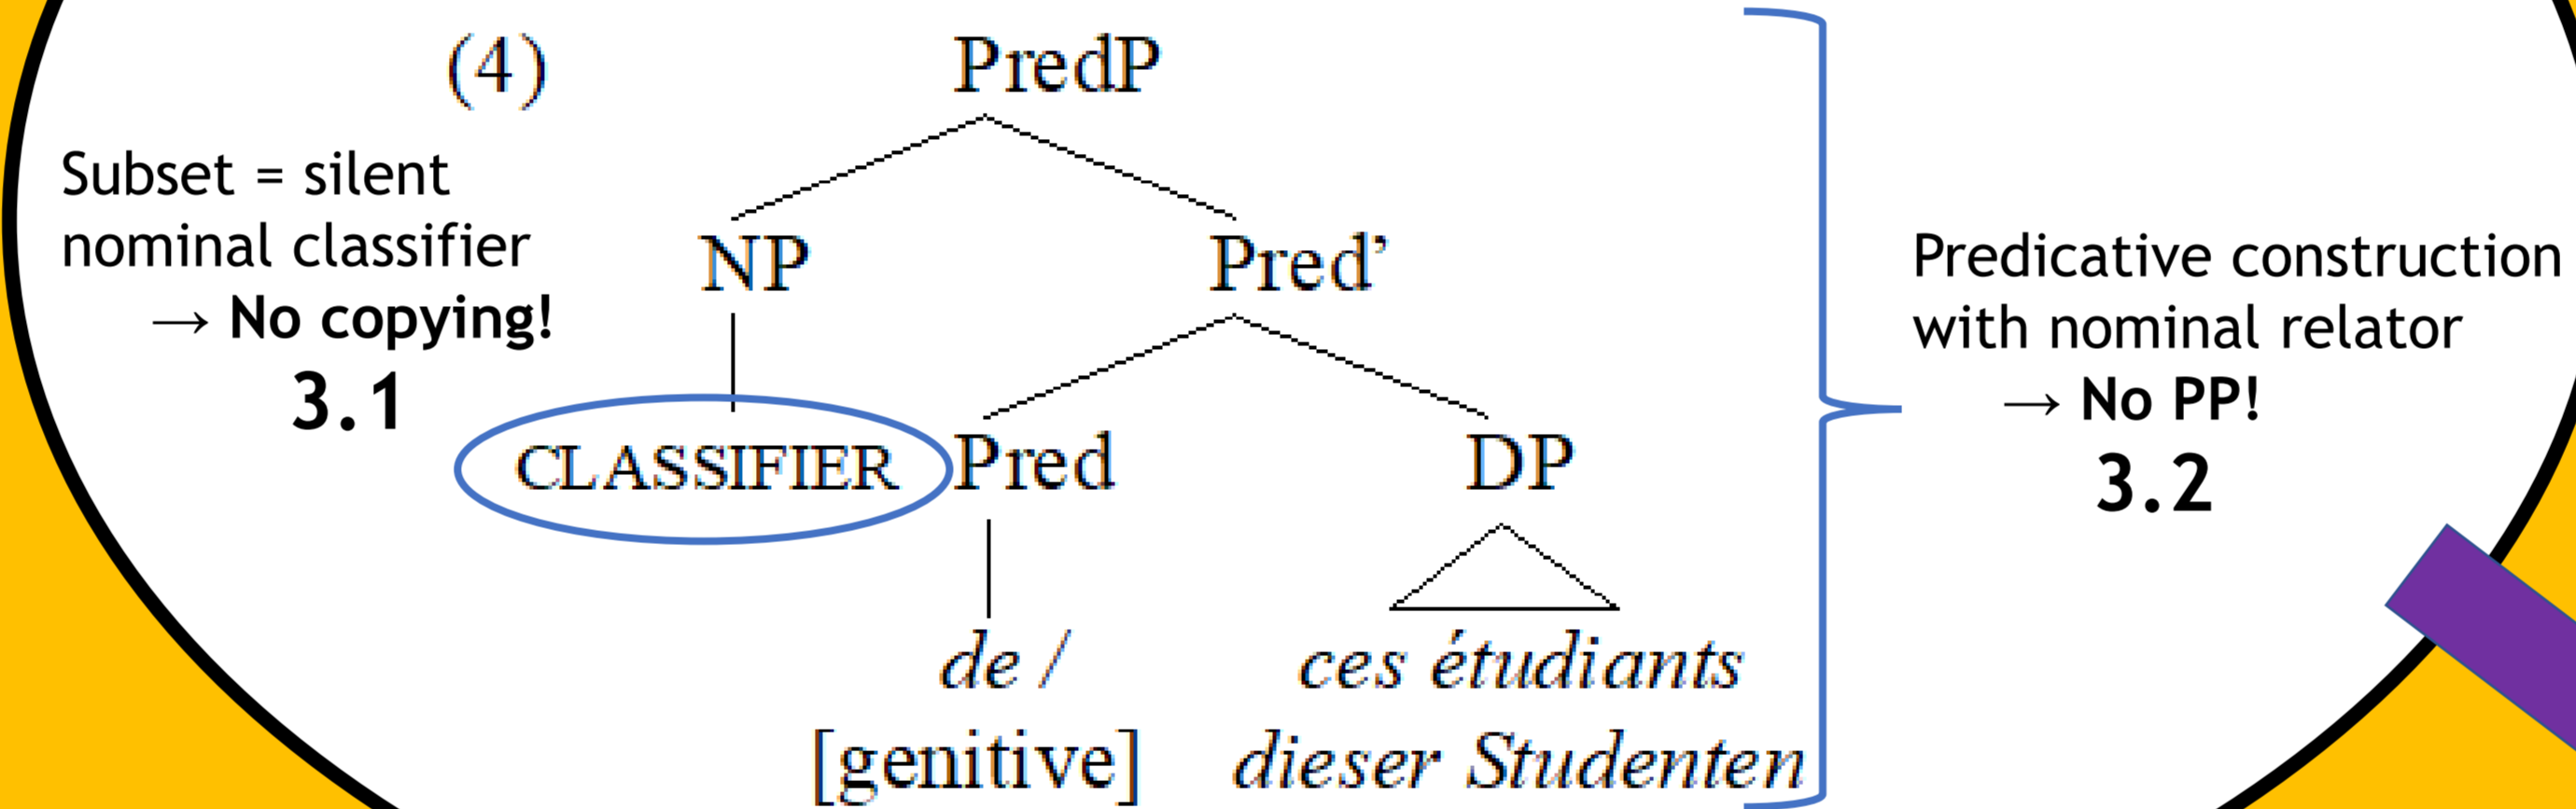 (4)
PredP
Subset = silent
nominal classifier
→ No copying!
3.1
NP
Pred’
Predicative construction
with nominal relator
→ No PP!
3.2
CLASSIFIER
Pred
DP
de /
[genitive]
ces étudiants
dieser Studenten